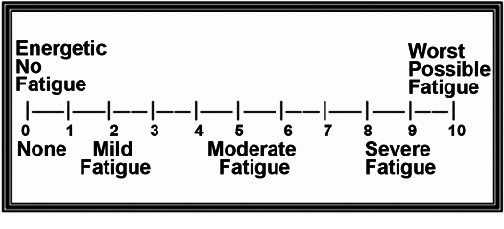 Energetic
No
Fatigue
Worst
Possible
Fatigue
0 1 2 3 4 5 6 7 8 9 10
None
Mild
Fatigue
Moderate
Fatigue
Severe
Fatigue